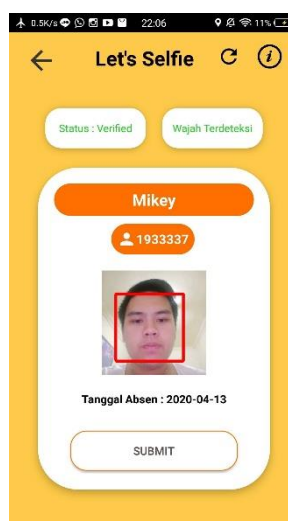 0.5K/s 22:06 11%
Let's Selfie
Status : Verified
Wajah Terdeteksi
Mikey
1933337
Tanggal Absen : 2020-04-13
SUBMIT